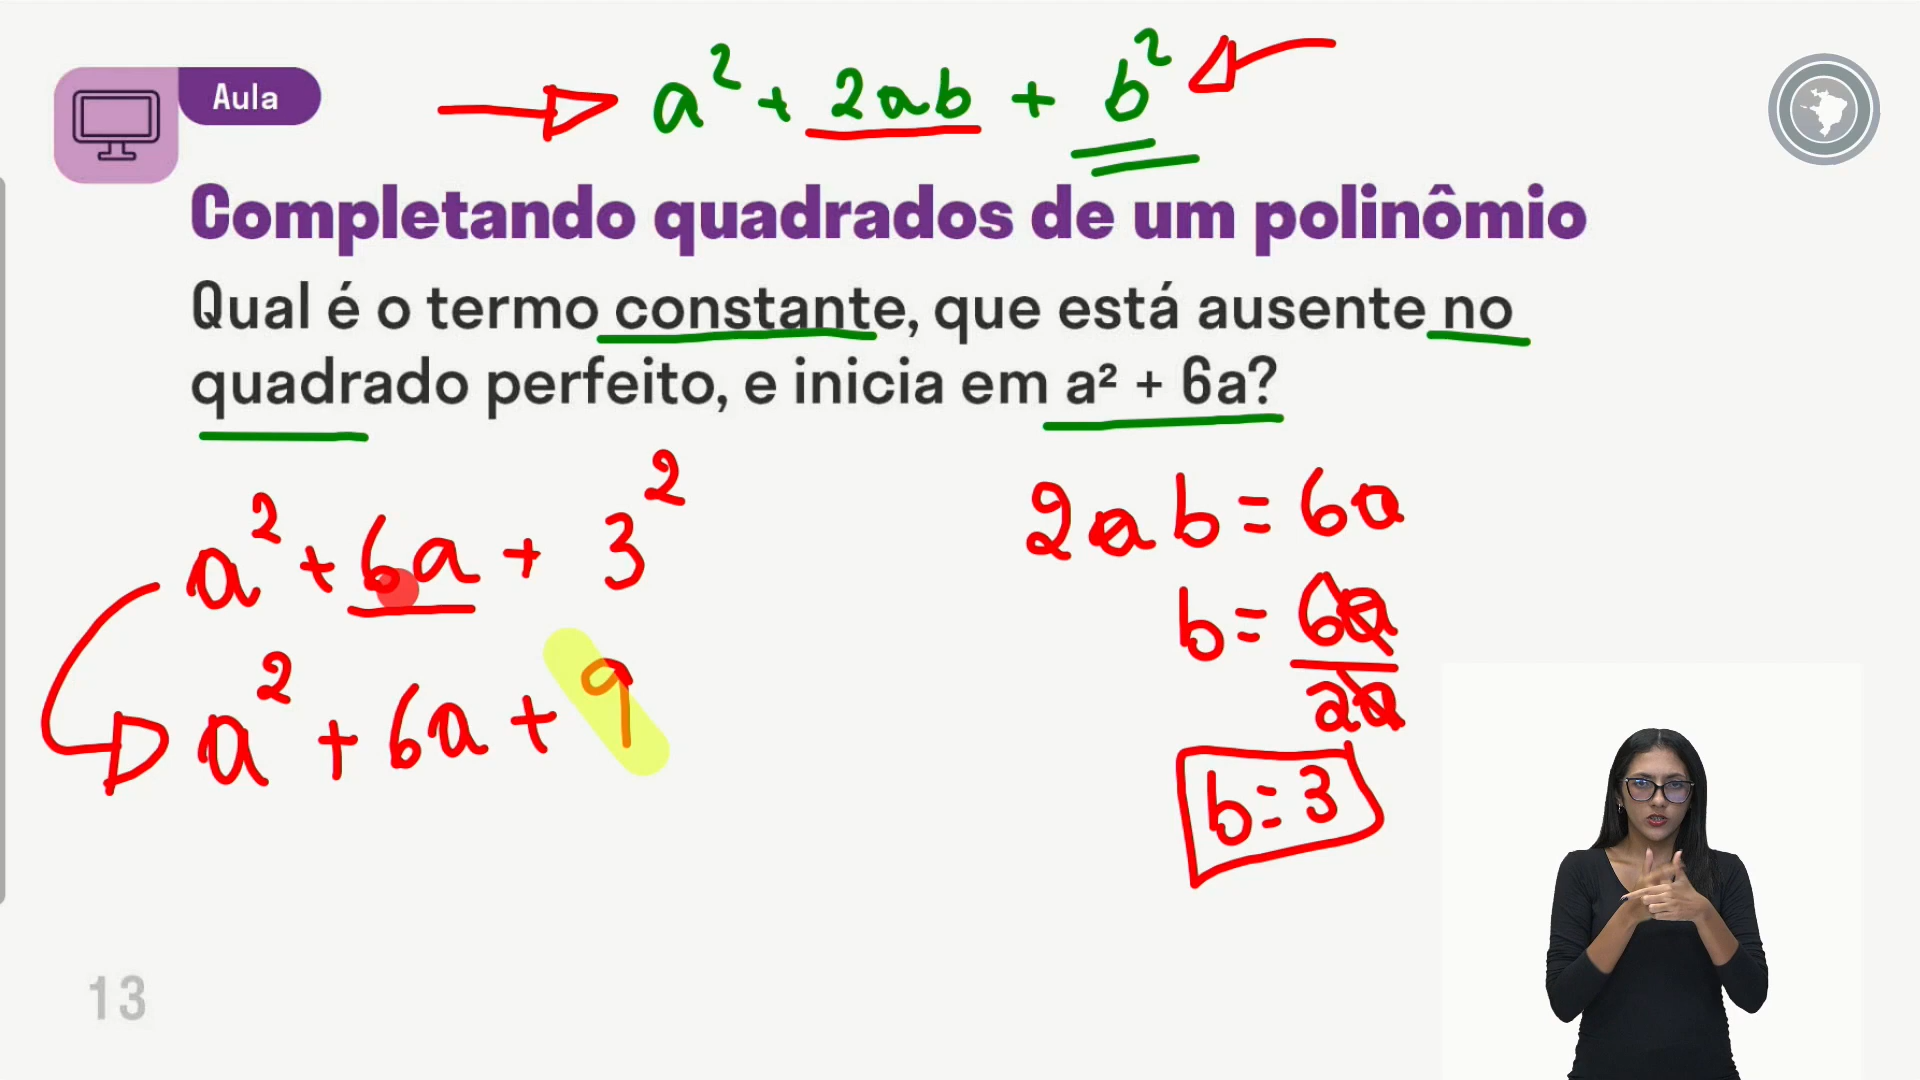 a² + 2ab + b²
Aula
Completando quadrados de um polinômio
Qual é o termo constante, que está ausente no
quadrado perfeito, e inicia em a² + 6a?
a² + 6a + 3²
a² + 6a + 9
2ab = 6a
b = 6a
2a
b = 3
13